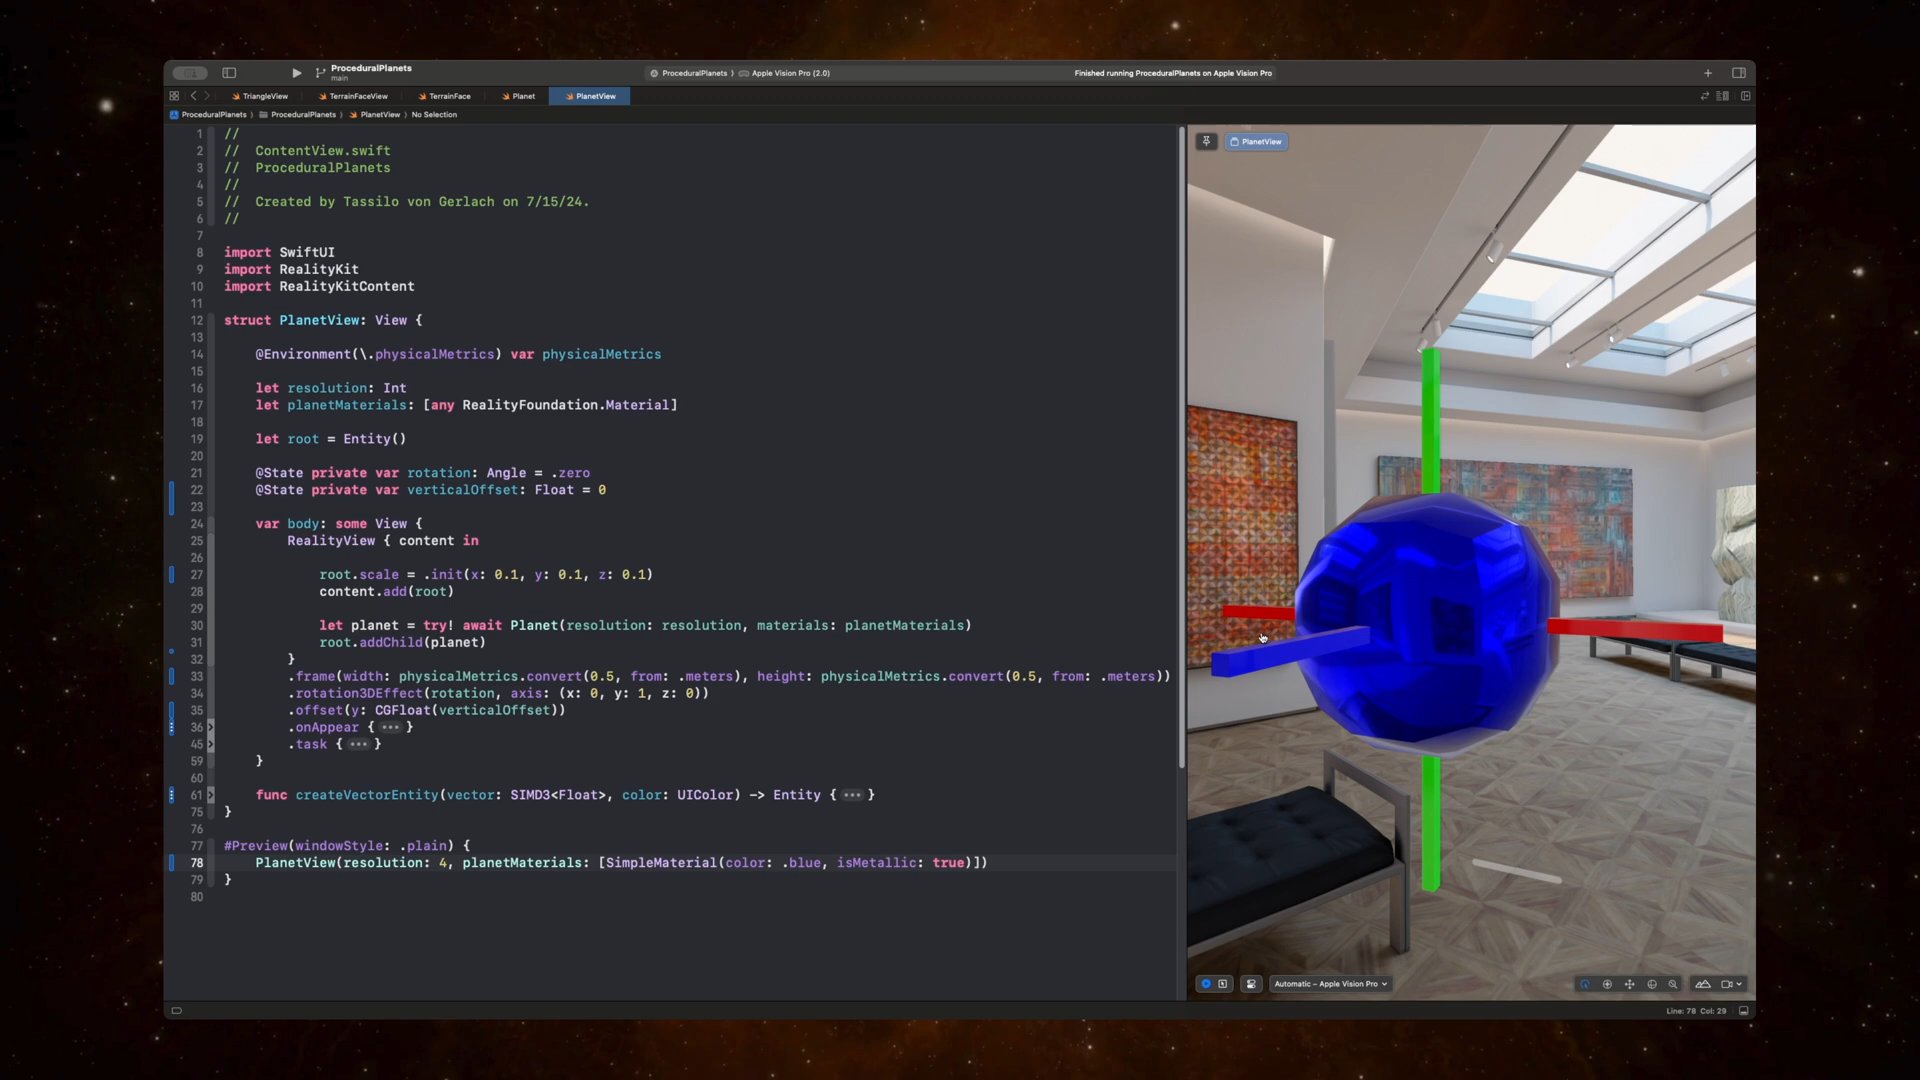 ProceduralPlanets
main
ProceduralPlanets 〉 Apple Vision Pro (2.0)
Finished running ProceduralPlanets on Apple Vision Pro
TriangleView
TerrainFaceView
TerrainFace
Planet
PlanetView
ProceduralPlanets 〉 ProceduralPlanets 〉 PlanetView 〉 No Selection
PlanetView
1 //
2 //  ContentView.swift
3 //  ProceduralPlanets
4 //
5 //  Created by Tassilo von Gerlach on 7/15/24.
6 //
7
8 import SwiftUI
9 import RealityKit
10 import RealityKitContent
11
12 struct PlanetView: View {
13
14     @Environment(\.physicalMetrics) var physicalMetrics
15
16     let resolution: Int
17     let planetMaterials: [any RealityFoundation.Material]
18
19     let root = Entity()
20
21     @State private var rotation: Angle = .zero
22     @State private var verticalOffset: Float = 0
23
24     var body: some View {
25         RealityView { content in
26
27             root.scale = .init(x: 0.1, y: 0.1, z: 0.1)
28             content.add(root)
29
30             let planet = try! await Planet(resolution: resolution, materials: planetMaterials)
31             root.addChild(planet)
32         }
33         .frame(width: physicalMetrics.convert(0.5, from: .meters), height: physicalMetrics.convert(0.5, from: .meters))
34         .rotation3DEffect(rotation, axis: (x: 0, y: 1, z: 0))
35         .offset(y: CGFloat(verticalOffset))
36         .onAppear { ••• }
45         .task { ••• }
59     }
60
61     func createVectorEntity(vector: SIMD3<Float>, color: UIColor) -> Entity { ••• }
75 }
76
77 #Preview(windowStyle: .plain) {
78     PlanetView(resolution: 4, planetMaterials: [SimpleMaterial(color: .blue, isMetallic: true)])
79 }
80
Automatic – Apple Vision Pro
Line: 78  Col: 29